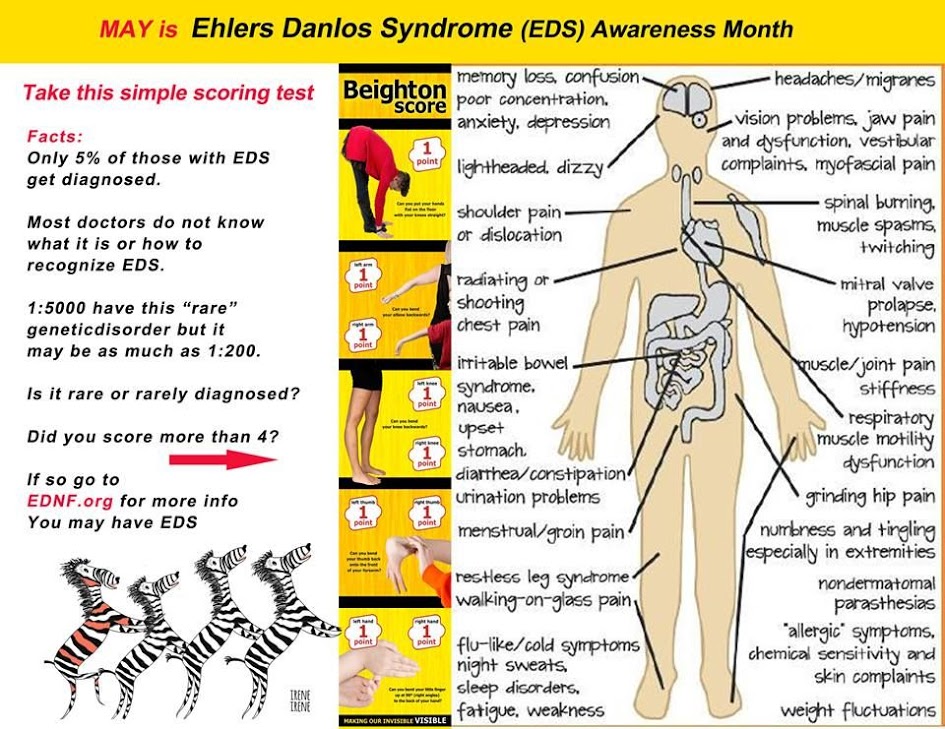 MAY is Ehlers Danlos Syndrome (EDS) Awareness Month
Take this simple scoring test
Facts:
Only 5% of those with EDS
get diagnosed.
Most doctors do not know
what it is or how to
recognize EDS.
1:5000 have this “rare”
geneticdisorder but it
may be as much as 1:200.
Is it rare or rarely diagnosed?
Did you score more than 4?
If so go to
EDNF.org for more info
You may have EDS
IRENE
IRENE
Beighton
score
1
point
Can you put your hands
flat on the floor
with your knees straight?
left arm
1
point
Can you bend
your elbow backwards?
right arm
1
point
left knee
1
point
Can you bend
your knee backwards?
right knee
1
point
left thumb
1
point
right thumb
1
point
Can you bend
your thumb back
onto the front
of your forearm?
left hand
1
point
right hand
1
point
Can you bend your little finger
up at 90° (right angles)
to the back of your hand?
MAKING OUR INVISIBLE VISIBLE
memory loss, confusion
poor concentration,
anxiety, depression
lightheaded, dizzy
shoulder pain
or dislocation
radiating or
shooting
chest pain
irritable bowel
syndrome,
nausea,
upset
stomach,
diarrhea/constipation
urination problems
menstrual/groin pain
restless leg syndrome
walking-on-glass pain
flu-like/cold symptoms
night sweats,
sleep disorders,
fatigue, weakness
headaches/migranes
vision problems, jaw pain
and dysfunction, vestibular
complaints, myofascial pain
spinal burning,
muscle spasms,
twitching
mitral valve
prolapse,
hypotension
muscle/joint pain
stiffness
respiratory
muscle motility
dysfunction
grinding hip pain
numbness and tingling
especially in extremities
nondermatomal
parasthesias
"allergic" symptoms,
chemical sensitivity and
skin complaints
weight fluctuations